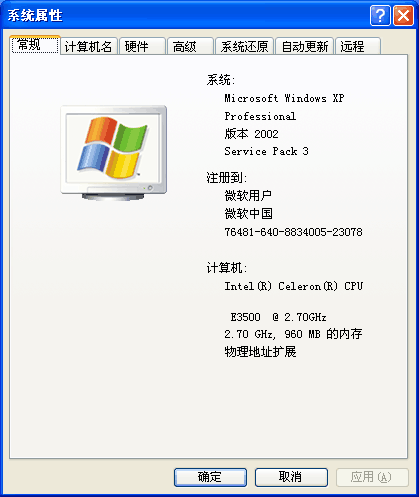 系统属性
常规
计算机名
硬件
高级
系统还原
自动更新
远程
系统:
Microsoft Windows XP
Professional
版本 2002
Service Pack 3
注册到:
微软用户
微软中国
76481-640-8834005-23078
计算机:
Intel(R) Celeron(R) CPU
E3500 @ 2.70GHz
2.70 GHz, 960 MB 的内存
物理地址扩展
确定
取消
应用(A)